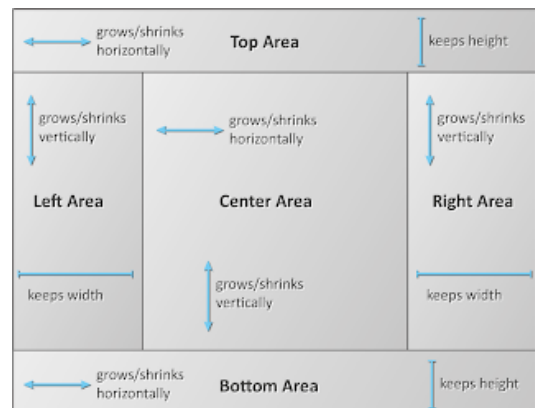 grows/shrinks
horizontally
Top Area
keeps height
grows/shrinks
vertically
grows/shrinks
horizontally
grows/shrinks
vertically
Left Area
Center Area
Right Area
keeps width
grows/shrinks
vertically
keeps width
grows/shrinks
horizontally
Bottom Area
keeps height